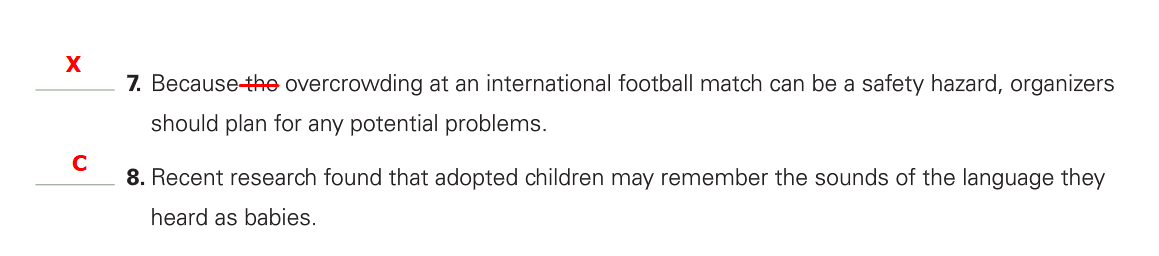 X
7. Because the overcrowding at an international football match can be a safety hazard, organizers
should plan for any potential problems.
C
8. Recent research found that adopted children may remember the sounds of the language they
heard as babies.